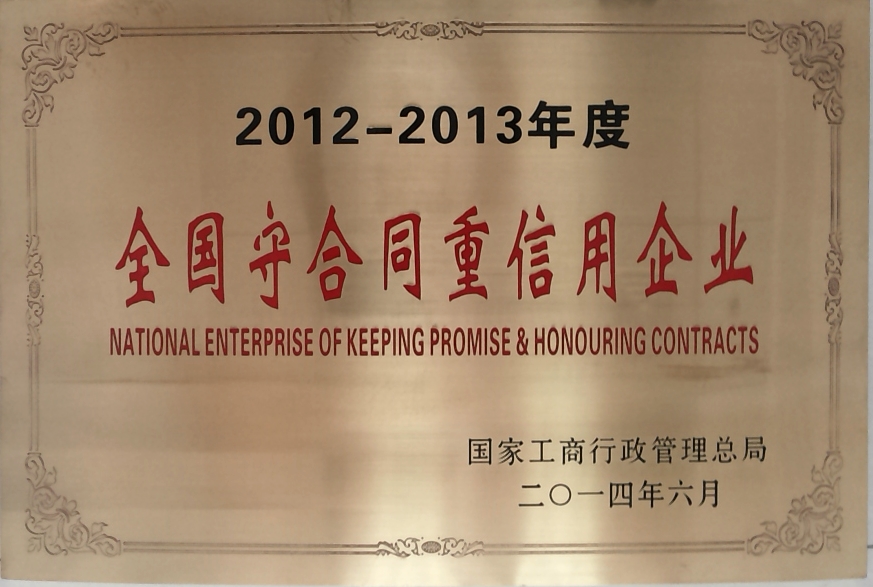 2012-2013年度
全国守合同重信用企业
NATIONAL ENTERPRISE OF KEEPING PROMISE & HONOURING CONTRACTS
国家工商行政管理总局
二〇一四年六月